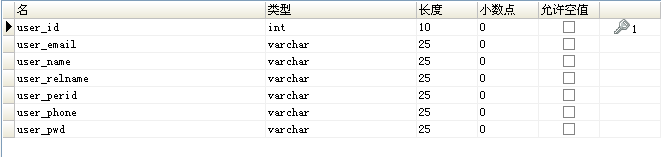 名 类型 长度 小数点 允许空值
user_id int 10 0 1
user_email varchar 25 0
user_name varchar 25 0
user_relname varchar 25 0
user_perid varchar 25 0
user_phone varchar 25 0
user_pwd varchar 25 0